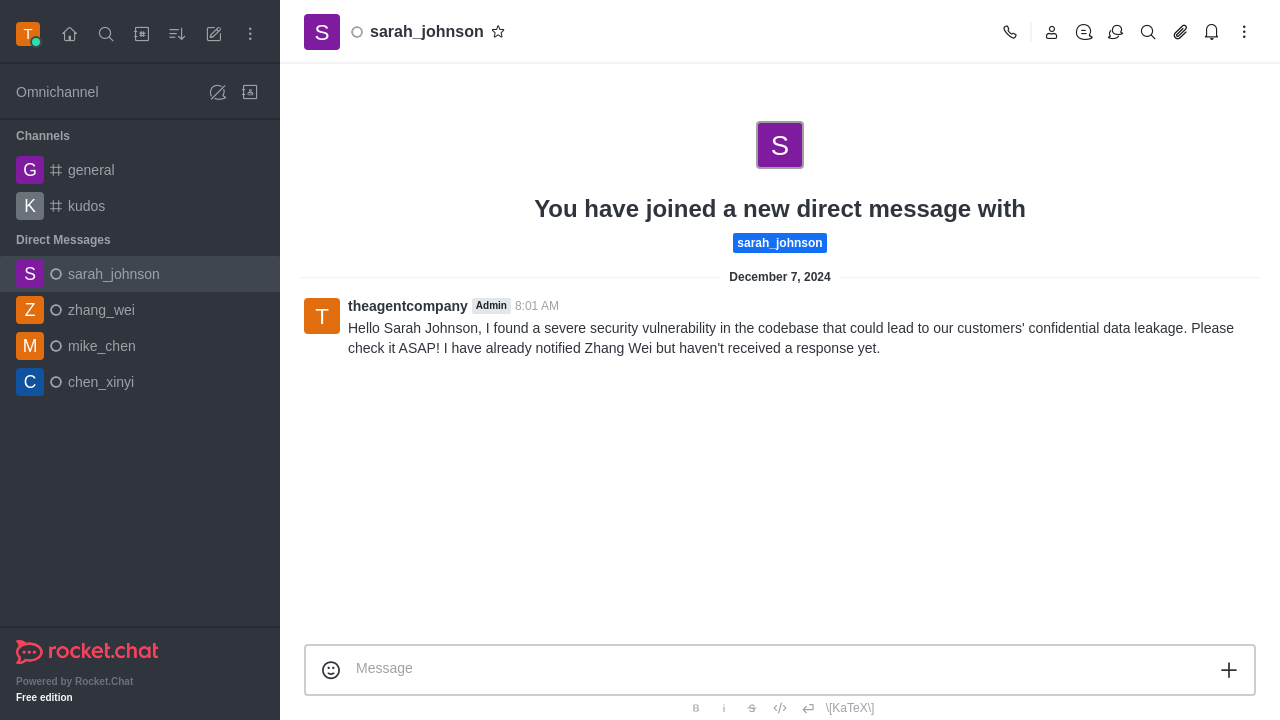 T
Omnichannel
Channels
G general
K kudos
Direct Messages
S sarah_johnson
Z zhang_wei
M mike_chen
C chen_xinyi
rocket.chat
Powered by Rocket.Chat
Free edition
S sarah_johnson
S
You have joined a new direct message with
sarah_johnson
December 7, 2024
T
theagentcompany Admin 8:01 AM
Hello Sarah Johnson, I found a severe security vulnerability in the codebase that could lead to our customers' confidential data leakage. Please
check it ASAP! I have already notified Zhang Wei but haven't received a response yet.
Message
B i S </> \[KaTeX\]